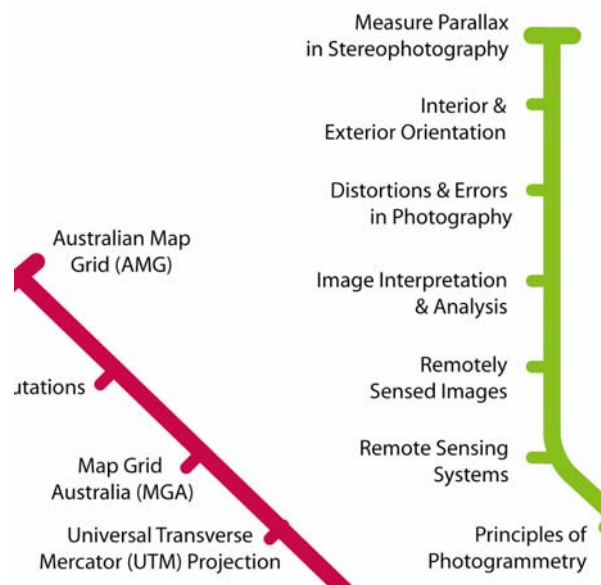 Measure Parallax
in Stereophotography
Interior &
Exterior Orientation
Distortions & Errors
in Photography
Australian Map
Grid (AMG)
Image Interpretation
& Analysis
Remotely
Sensed Images
Remote Sensing
Systems
Map Grid
Australia (MGA)
Universal Transverse
Mercator (UTM) Projection
Principles of
Photogrammetry